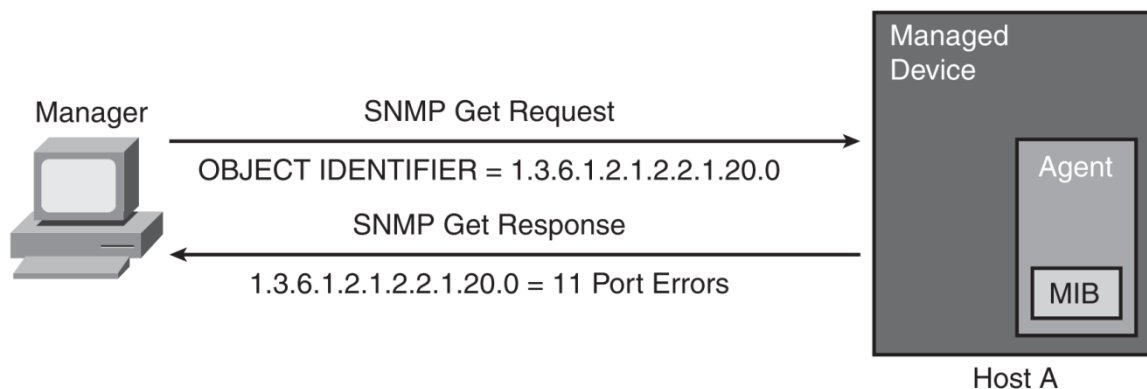 Managed
Device
Manager
SNMP Get Request
OBJECT IDENTIFIER = 1.3.6.1.2.1.2.2.1.20.0
Agent
SNMP Get Response
1.3.6.1.2.1.2.2.1.20.0 = 11 Port Errors
MIB
Host A